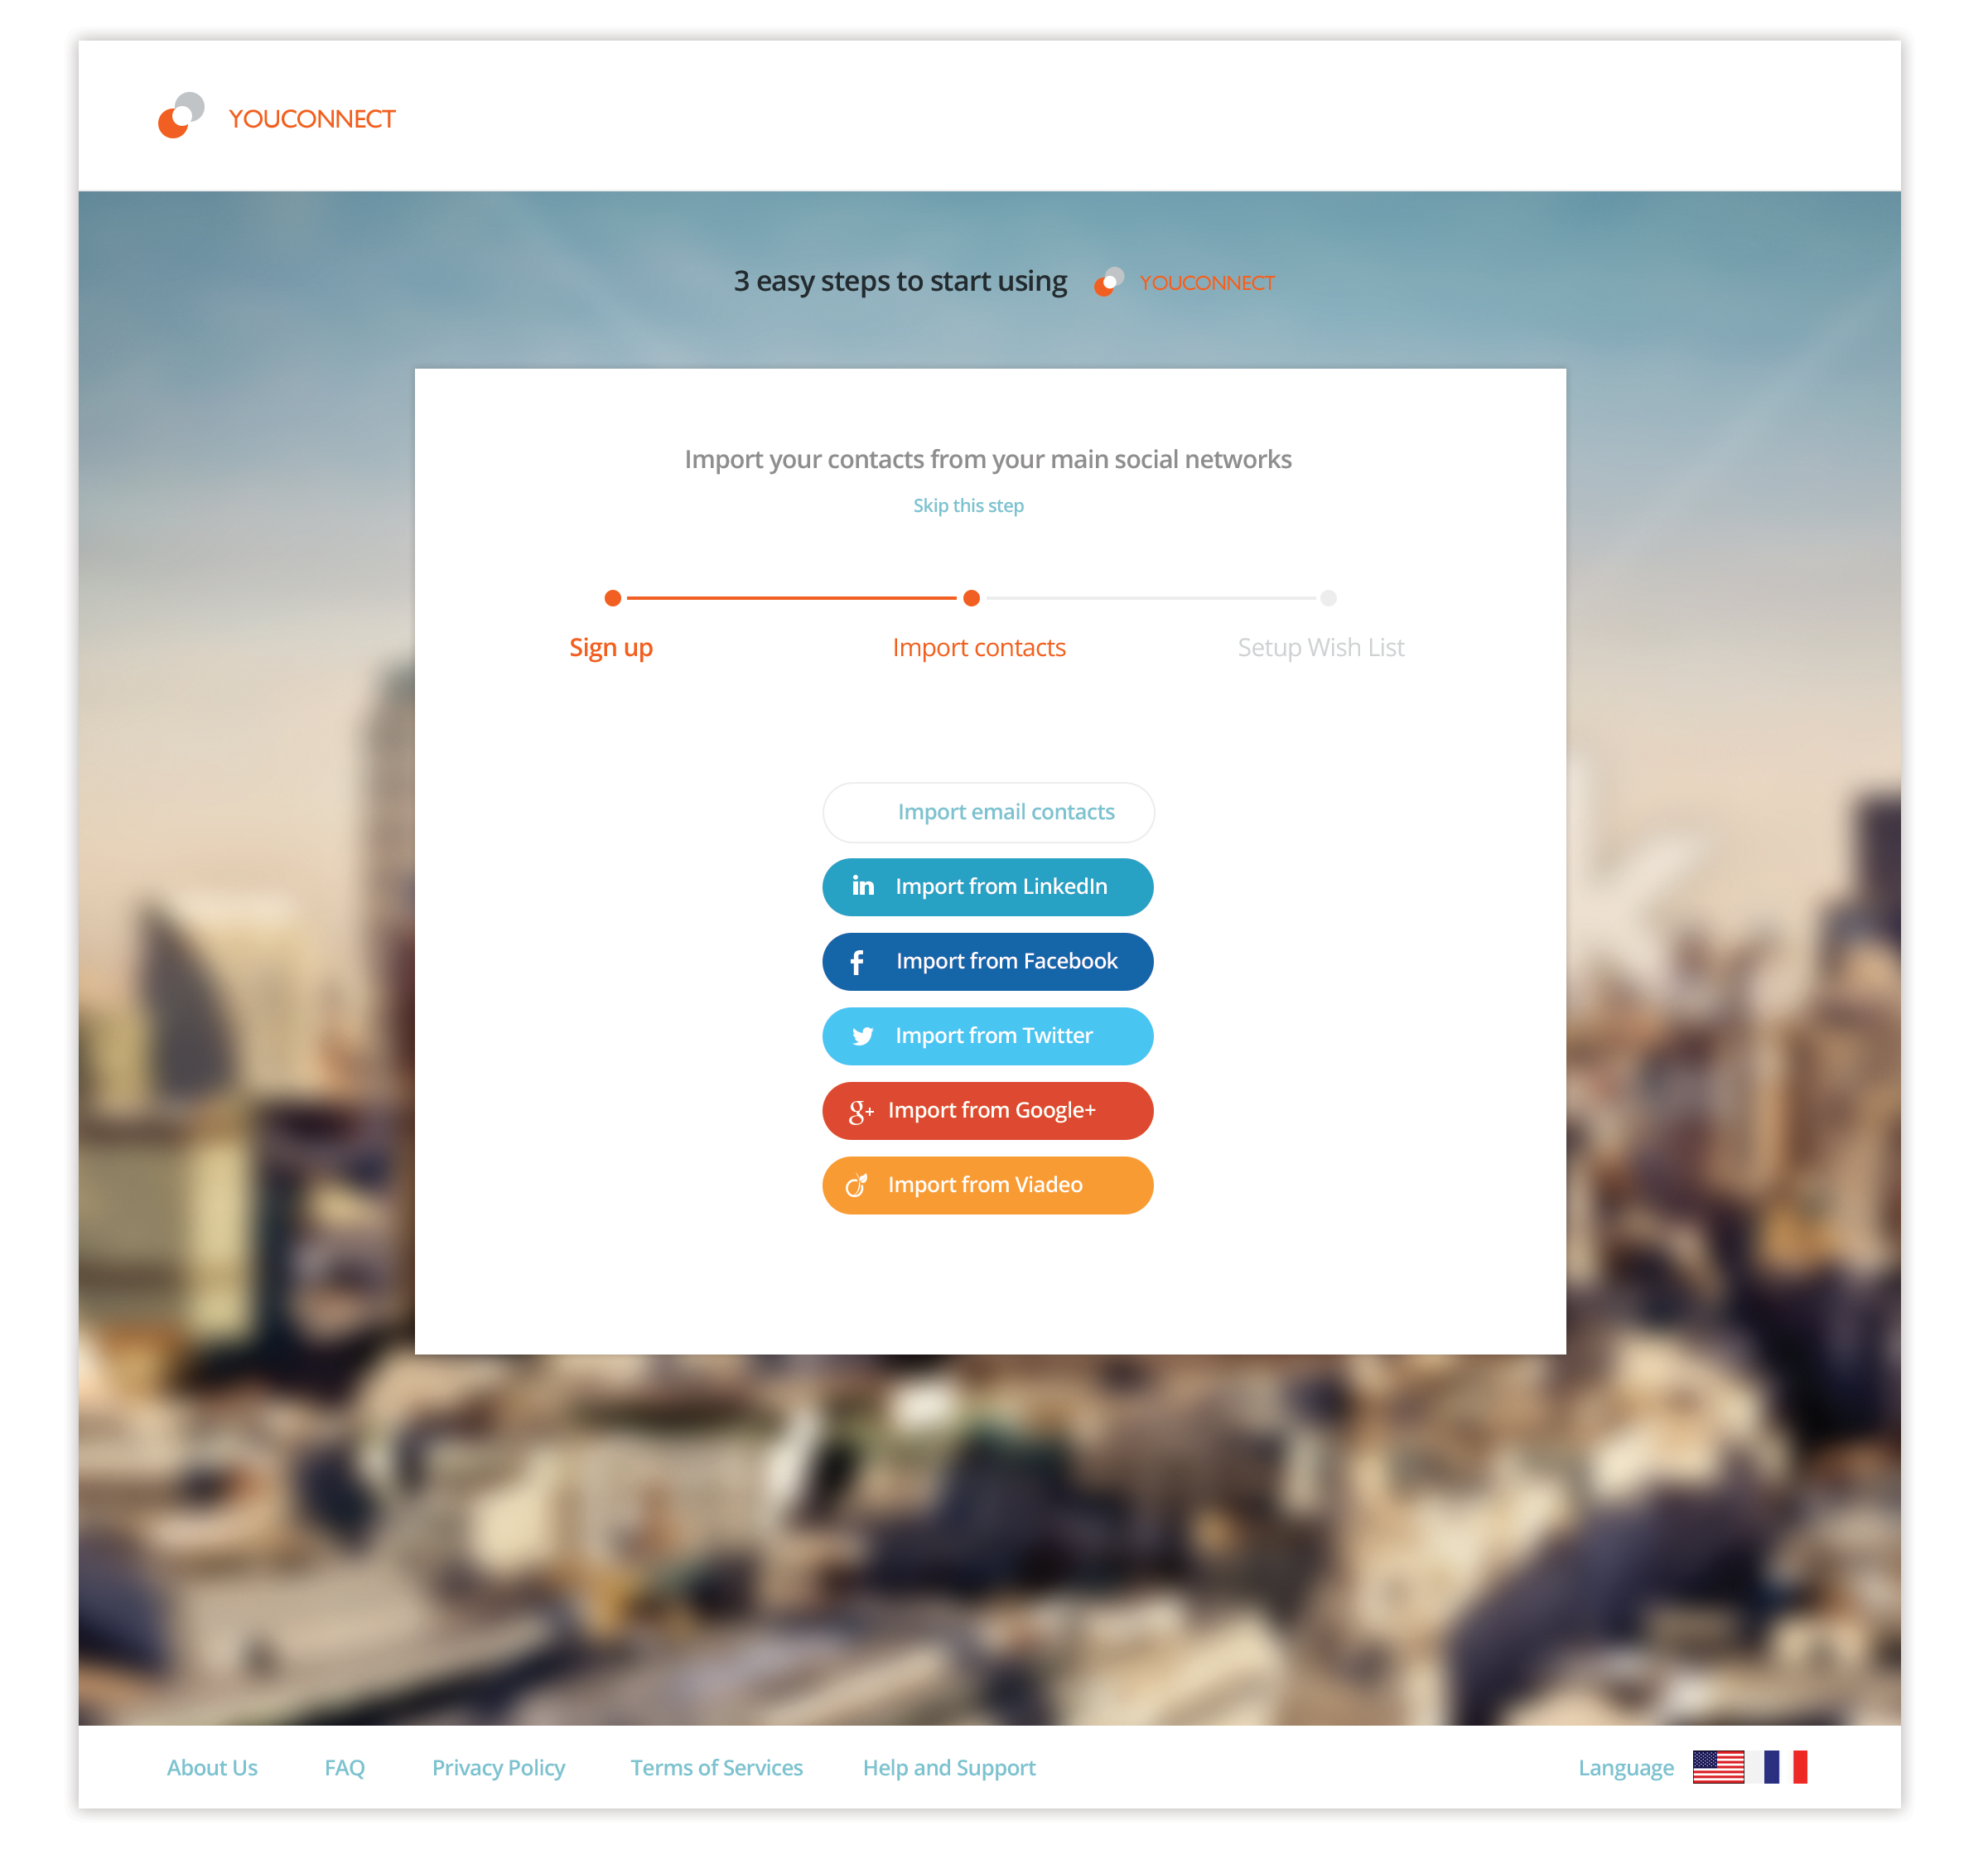 YOUCONNECT
3 easy steps to start using YOUCONNECT
Import your contacts from your main social networks
Skip this step
Sign up Import contacts Setup Wish List
Import email contacts
in Import from LinkedIn
f Import from Facebook
Import from Twitter
g+ Import from Google+
Import from Viadeo
About Us FAQ Privacy Policy Terms of Services Help and Support Language